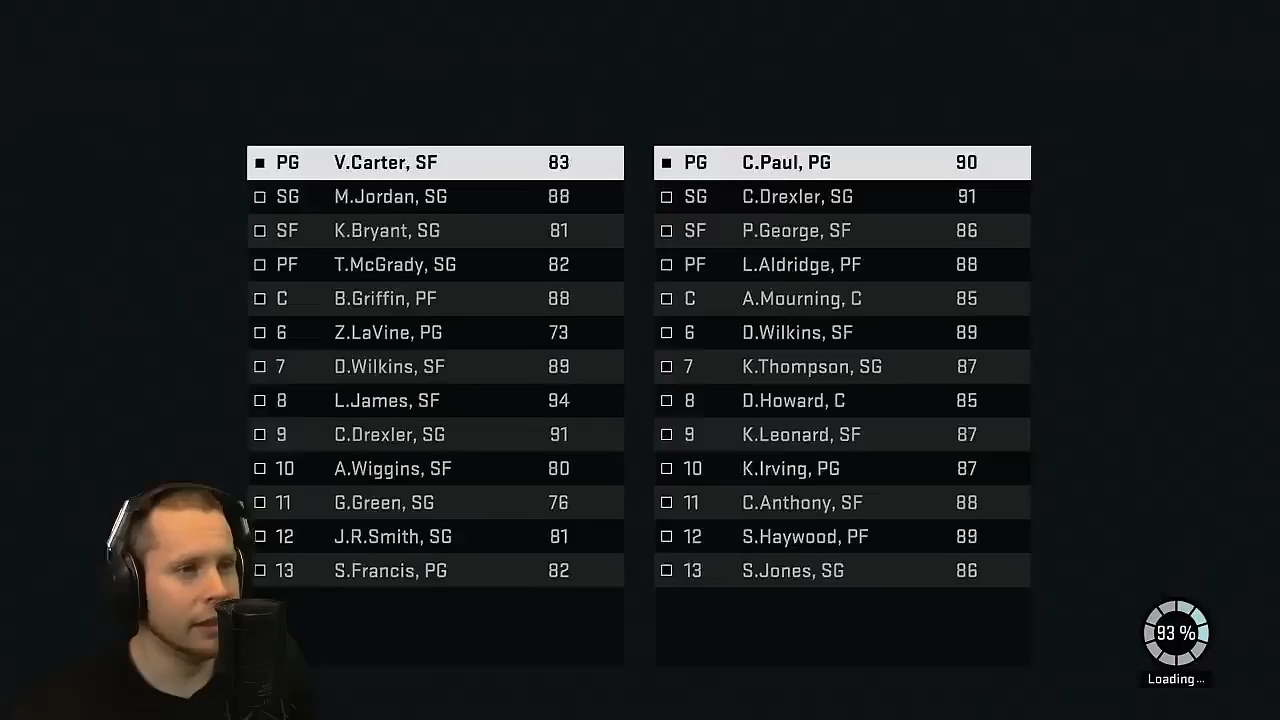 PG V.Carter, SF 83
SG M.Jordan, SG 88
SF K.Bryant, SG 81
PF T.McGrady, SG 82
C B.Griffin, PF 88
6 Z.LaVine, PG 73
7 D.Wilkins, SF 89
8 L.James, SF 94
9 C.Drexler, SG 91
10 A.Wiggins, SF 80
11 G.Green, SG 76
12 J.R.Smith, SG 81
13 S.Francis, PG 82
PG C.Paul, PG 90
SG C.Drexler, SG 91
SF P.George, SF 86
PF L.Aldridge, PF 88
C A.Mourning, C 85
6 D.Wilkins, SF 89
7 K.Thompson, SG 87
8 D.Howard, C 85
9 K.Leonard, SF 87
10 K.Irving, PG 87
11 C.Anthony, SF 88
12 S.Haywood, PF 89
13 S.Jones, SG 86
93 %
Loading...